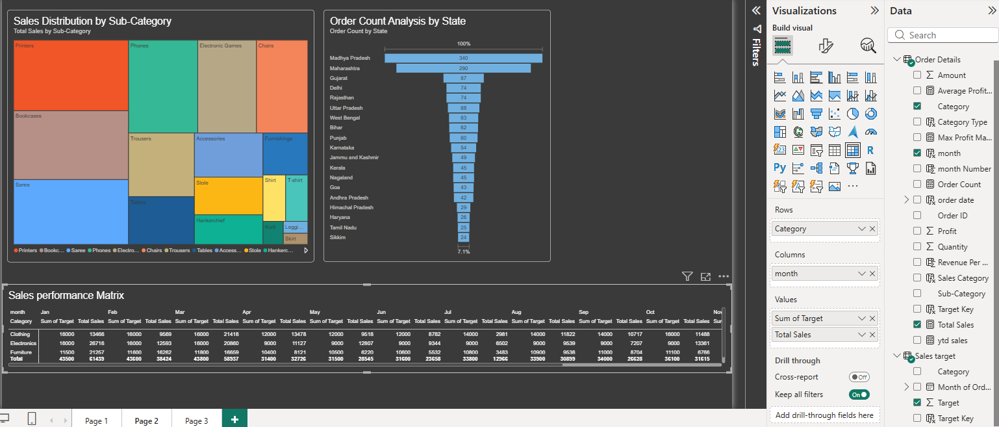 Sales Distribution by Sub-Category
Total Sales by Sub-Category
Printers
Phones
Electronic Games
Chairs
Bookcases
Trousers
Accessories
Furnishings
Saree
Tables
Stole
Shirt
T-shirt
Hankerchief
Kurti
Leggi...
Skirt
Printers Bookc... Saree Phones Electro... Chairs Trousers Tables Access... Stole Hankerc...
Order Count Analysis by State
Order Count by State
100%
Madhya Pradesh 340
Maharashtra 290
Gujarat 87
Delhi 74
Rajasthan 74
Uttar Pradesh 68
West Bengal 63
Bihar 62
Punjab 60
Karnataka 54
Jammu and Kashmir 49
Kerala 45
Nagaland 45
Goa 43
Andhra Pradesh 42
Himachal Pradesh 29
Haryana 26
Tamil Nadu 25
Sikkim 24
7.1%
Sales performance Matrix
month Jan Feb Mar Apr May Jun Jul Aug Sep Oct Nov
Category Sum of Target Total Sales Sum of Target Total Sales Sum of Target Total Sales Sum of Target Total Sales Sum of Target Total Sales Sum of Target Total Sales Sum of Target Total Sales Sum of Target Total Sales Sum of Target Total Sales Sum of Target Total Sales Sur
Clothing 16000 13466 16000 9569 16000 21418 12000 13478 12000 9518 12000 8782 14000 2981 14000 11822 14000 10717 16000 11488
Electronics 16000 26716 16000 12593 16000 20860 9000 11127 9000 12807 9000 9344 9000 6502 9000 9539 9000 7207 9000 13361
Furniture 11500 21257 11600 16262 11800 16659 10400 8121 10500 6220 10600 5532 10800 3483 10900 9538 11000 8704 11100 6766
Total 43500 61439 43600 38424 43800 58937 31400 32726 31500 28545 31600 23658 33800 12966 33900 30899 34000 26628 36100 31615
Page 1
Page 2
Page 3
+
Filters
Visualizations
Build visual
123
R
Py
...
Rows
Category
Columns
month
Values
Sum of Target
Total Sales
Drill through
Cross-report Off
Keep all filters On
Add drill-through fields here
Data
Search
Order Details
Amount
Average Profit...
Category
Category Type
Max Profit Ma...
month
month Number
Order Count
order date
Order ID
Profit
Quantity
Revenue Per ...
Sales Category
Sub-Category
Target Key
Total Sales
ytd sales
Sales target
Category
Month of Ord...
Target
Target Key